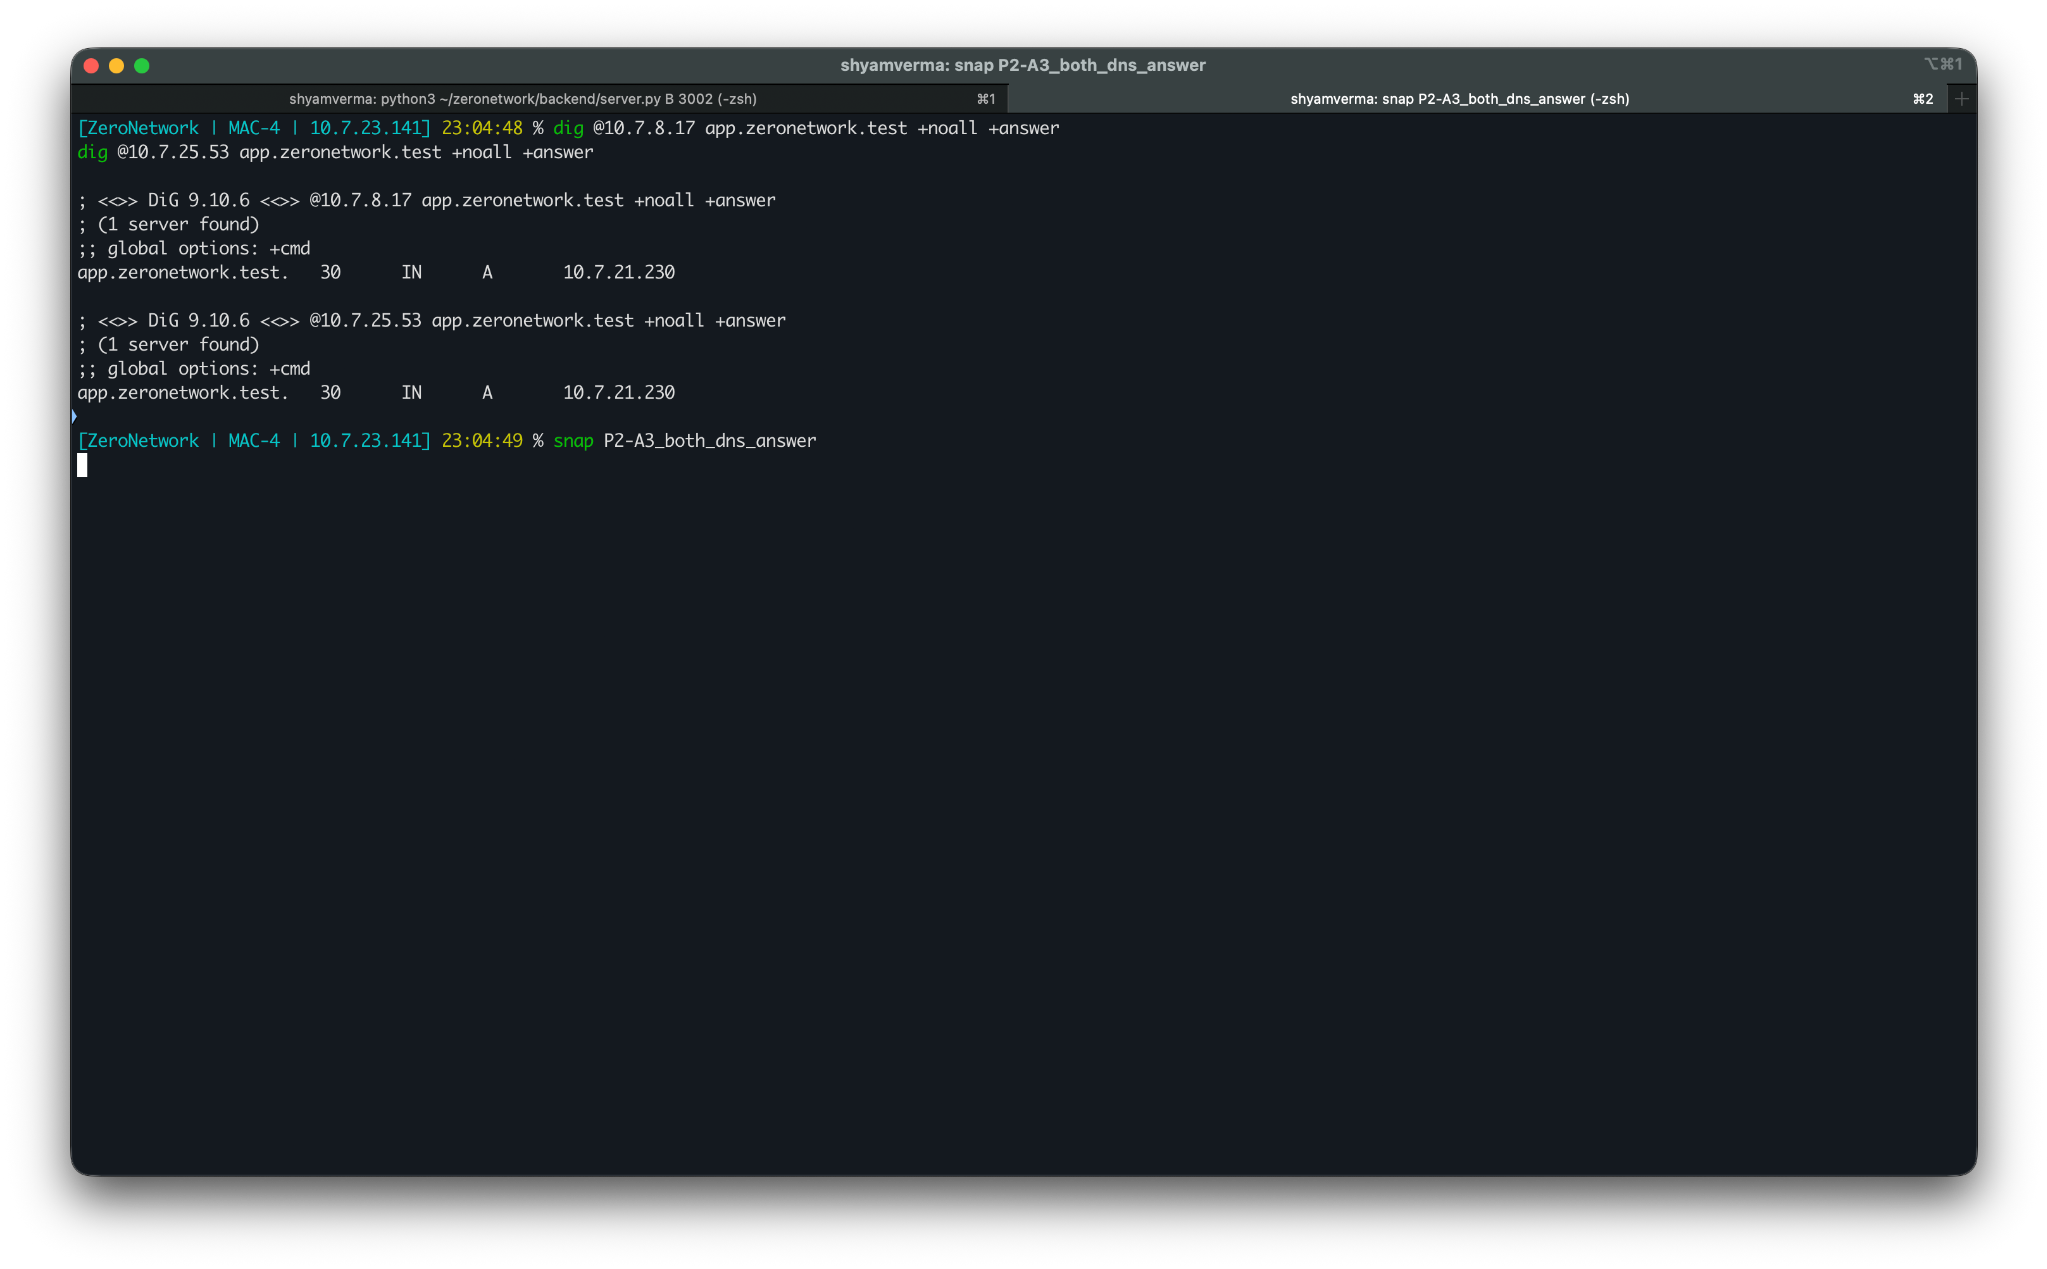 shyamverma: snap P2-A3_both_dns_answer
⌥⌘1
shyamverma: python3 ~/zeronetwork/backend/server.py B 3002 (-zsh) ⌘1
shyamverma: snap P2-A3_both_dns_answer (-zsh) ⌘2 +
[ZeroNetwork | MAC-4 | 10.7.23.141] 23:04:48 % dig @10.7.8.17 app.zeronetwork.test +noall +answer
dig @10.7.25.53 app.zeronetwork.test +noall +answer
; <<>> DiG 9.10.6 <<>> @10.7.8.17 app.zeronetwork.test +noall +answer
; (1 server found)
;; global options: +cmd
app.zeronetwork.test. 30 IN A 10.7.21.230
; <<>> DiG 9.10.6 <<>> @10.7.25.53 app.zeronetwork.test +noall +answer
; (1 server found)
;; global options: +cmd
app.zeronetwork.test. 30 IN A 10.7.21.230
[ZeroNetwork | MAC-4 | 10.7.23.141] 23:04:49 % snap P2-A3_both_dns_answer